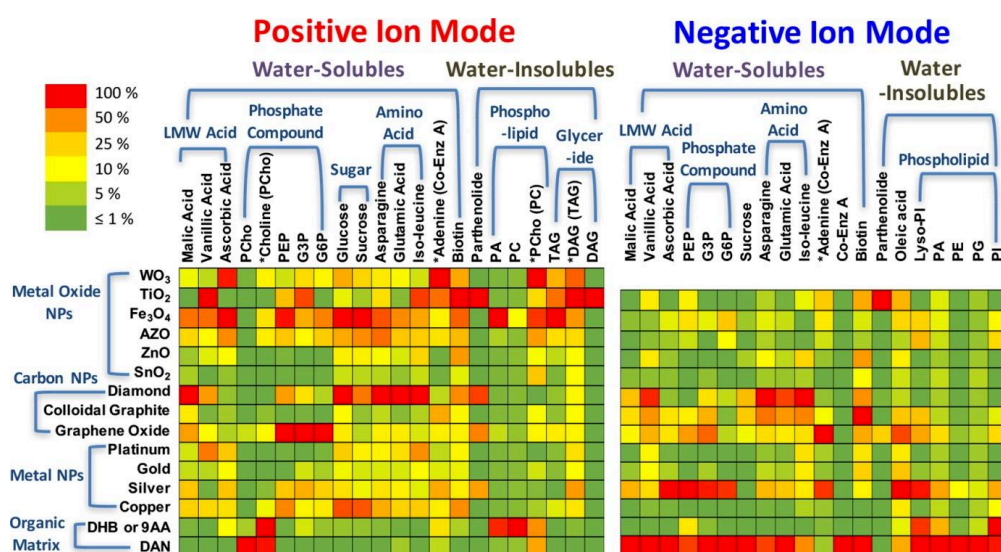 Positive Ion Mode
Negative Ion Mode
Water-Solubles
Water-Insolubles
Water-Solubles
Water
-Insolubles
100 %
50 %
25 %
10 %
5 %
≤ 1 %
LMW Acid
Phosphate
Compound
Sugar
Amino
Acid
Phospho
-lipid
Glycer
-ide
LMW Acid
Phosphate
Compound
Amino
Acid
Phospholipid
Malic Acid
Vanillic Acid
Ascorbic Acid
PCho
*Choline (PCho)
PEP
G3P
G6P
Glucose
Sucrose
Asparagine
Glutamic Acid
Iso-leucine
*Adenine (Co-Enz A)
Biotin
Parthenolide
PA
PC
*PCho (PC)
TAG
*DAG (TAG)
DAG
Malic Acid
Vanillic Acid
Ascorbic Acid
PEP
G3P
G6P
Sucrose
Asparagine
Glutamic Acid
Iso-leucine
*Adenine (Co-Enz A)
Co-Enz A
Biotin
Parthenolide
Oleic acid
Lyso-PI
PA
PE
PG
PI
Metal Oxide
NPs
WO3
TiO2
Fe3O4
AZO
ZnO
SnO2
Carbon NPs
Diamond
Colloidal Graphite
Graphene Oxide
Metal NPs
Platinum
Gold
Silver
Copper
Organic
Matrix
DHB or 9AA
DAN